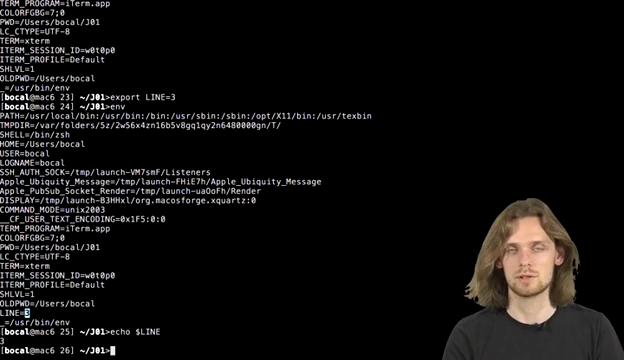 TERM_PROGRAM=iTerm.app
COLORFGBG=7;0
PWD=/Users/bocal/J01
LC_CTYPE=UTF-8
TERM=xterm
ITERM_SESSION_ID=w0t0p0
ITERM_PROFILE=Default
SHLVL=1
OLDPWD=/Users/bocal
_=/usr/bin/env
[bocal@mac6 23] ~/J01>export LINE=3
[bocal@mac6 24] ~/J01>env
PATH=/usr/local/bin:/usr/bin:/bin:/usr/sbin:/sbin:/opt/X11/bin:/usr/texbin
TMPDIR=/var/folders/5z/2w56x4zn16b5v8gq1qy2n6480000gn/T/
SHELL=/bin/zsh
HOME=/Users/bocal
USER=bocal
LOGNAME=bocal
SSH_AUTH_SOCK=/tmp/launch-VM7smF/Listeners
Apple_Ubiquity_Message=/tmp/launch-FHiE7h/Apple_Ubiquity_Message
Apple_PubSub_Socket_Render=/tmp/launch-uaOoFh/Render
DISPLAY=/tmp/launch-B3HHxl/org.macosforge.xquartz:0
COMMAND_MODE=unix2003
__CF_USER_TEXT_ENCODING=0x1F5:0:0
TERM_PROGRAM=iTerm.app
COLORFGBG=7;0
PWD=/Users/bocal/J01
LC_CTYPE=UTF-8
TERM=xterm
ITERM_SESSION_ID=w0t0p0
ITERM_PROFILE=Default
SHLVL=1
OLDPWD=/Users/bocal
LINE=3
_=/usr/bin/env
[bocal@mac6 25] ~/J01>echo $LINE
3
[bocal@mac6 26] ~/J01>